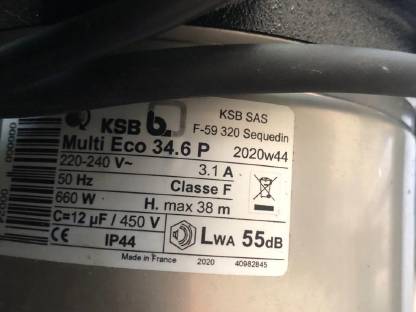 KSB b.
KSB SAS
F-59 320 Sequedin
Multi Eco 34.6 P 2020w44
220-240 V~ 3.1 A
50 Hz Classe F
660 W H. max 38 m
C=12 µF / 450 V
CE IP44 LWA 55dB
Made in France 2020 40982845